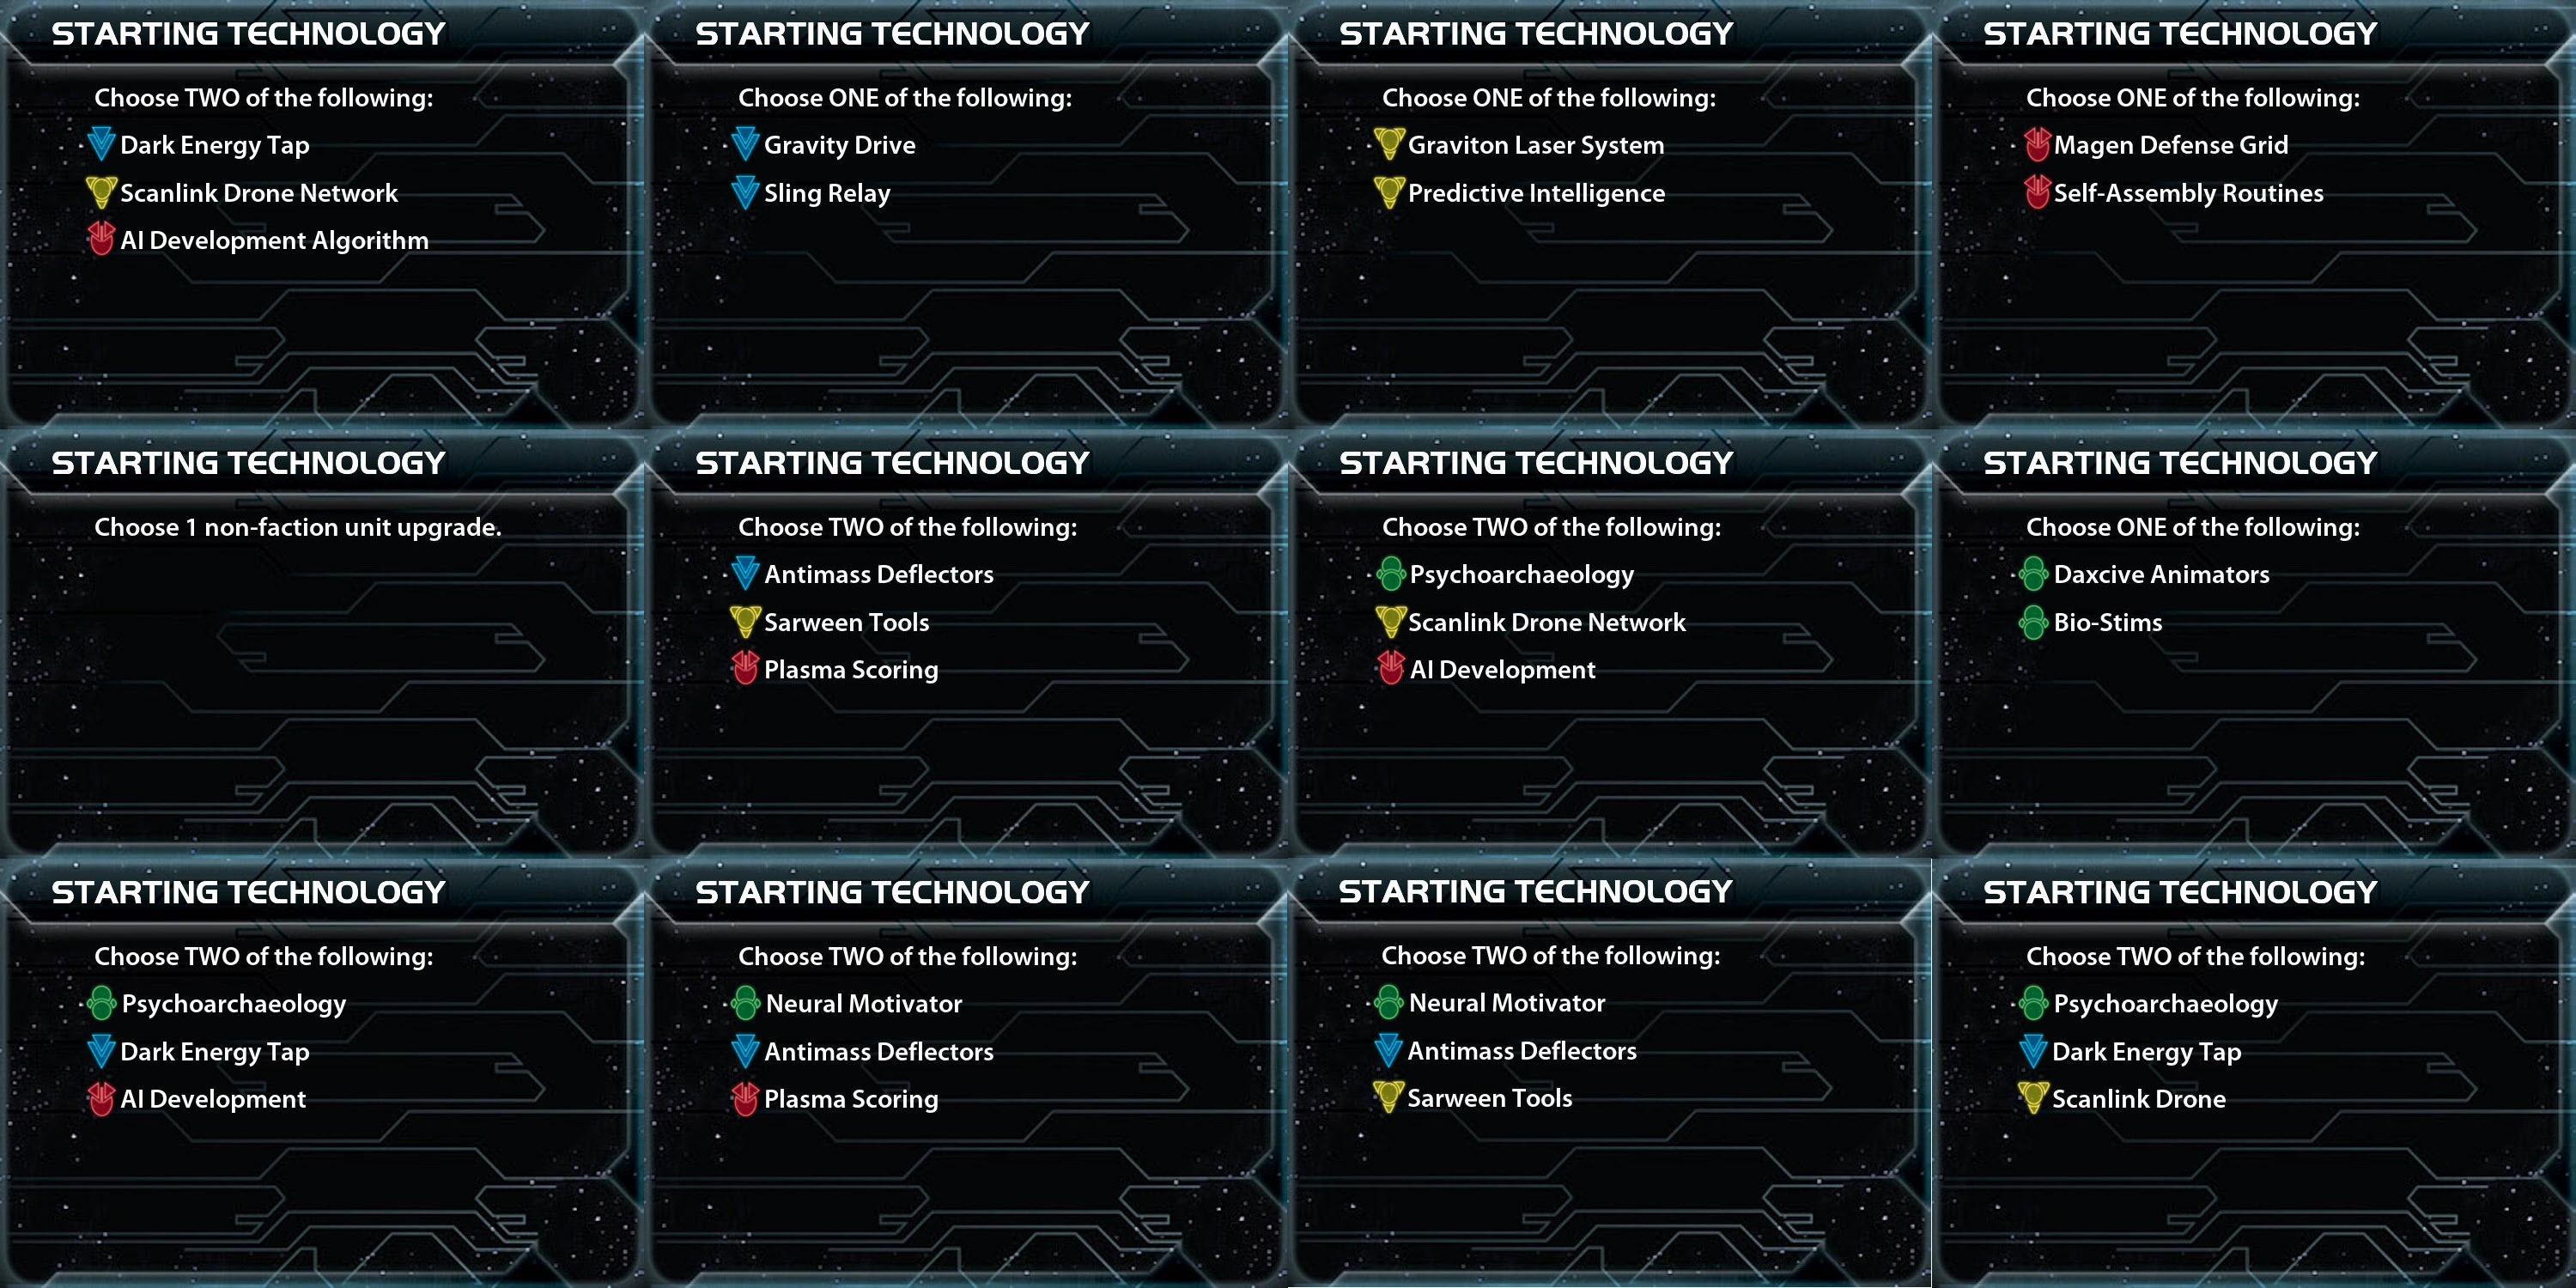 STARTING TECHNOLOGY
Choose TWO of the following:
Dark Energy Tap
Scanlink Drone Network
AI Development Algorithm
STARTING TECHNOLOGY
Choose ONE of the following:
Gravity Drive
Sling Relay
STARTING TECHNOLOGY
Choose ONE of the following:
Graviton Laser System
Predictive Intelligence
STARTING TECHNOLOGY
Choose ONE of the following:
Magen Defense Grid
Self-Assembly Routines
STARTING TECHNOLOGY
Choose 1 non-faction unit upgrade.
STARTING TECHNOLOGY
Choose TWO of the following:
Antimass Deflectors
Sarween Tools
Plasma Scoring
STARTING TECHNOLOGY
Choose TWO of the following:
Psychoarchaeology
Scanlink Drone Network
AI Development
STARTING TECHNOLOGY
Choose ONE of the following:
Daxcive Animators
Bio-Stims
STARTING TECHNOLOGY
Choose TWO of the following:
Psychoarchaeology
Dark Energy Tap
AI Development
STARTING TECHNOLOGY
Choose TWO of the following:
Neural Motivator
Antimass Deflectors
Plasma Scoring
STARTING TECHNOLOGY
Choose TWO of the following:
Neural Motivator
Antimass Deflectors
Sarween Tools
STARTING TECHNOLOGY
Choose TWO of the following:
Psychoarchaeology
Dark Energy Tap
Scanlink Drone